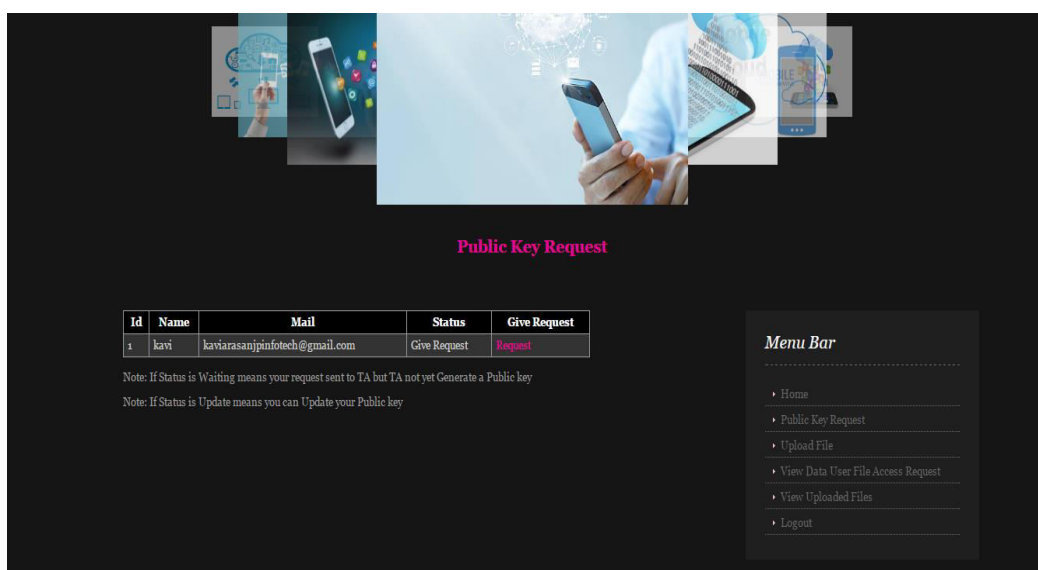 Public Key Request
Id Name Mail Status Give Request
1 kavi kaviarasanjpinfotech@gmail.com Give Request Request
Note: If Status is Waiting means your request sent to TA but TA not yet Generate a Public key
Note: If Status is Update means you can Update your Public key
Menu Bar
Home
Public Key Request
Upload File
View Data User File Access Request
View Uploaded Files
Logout